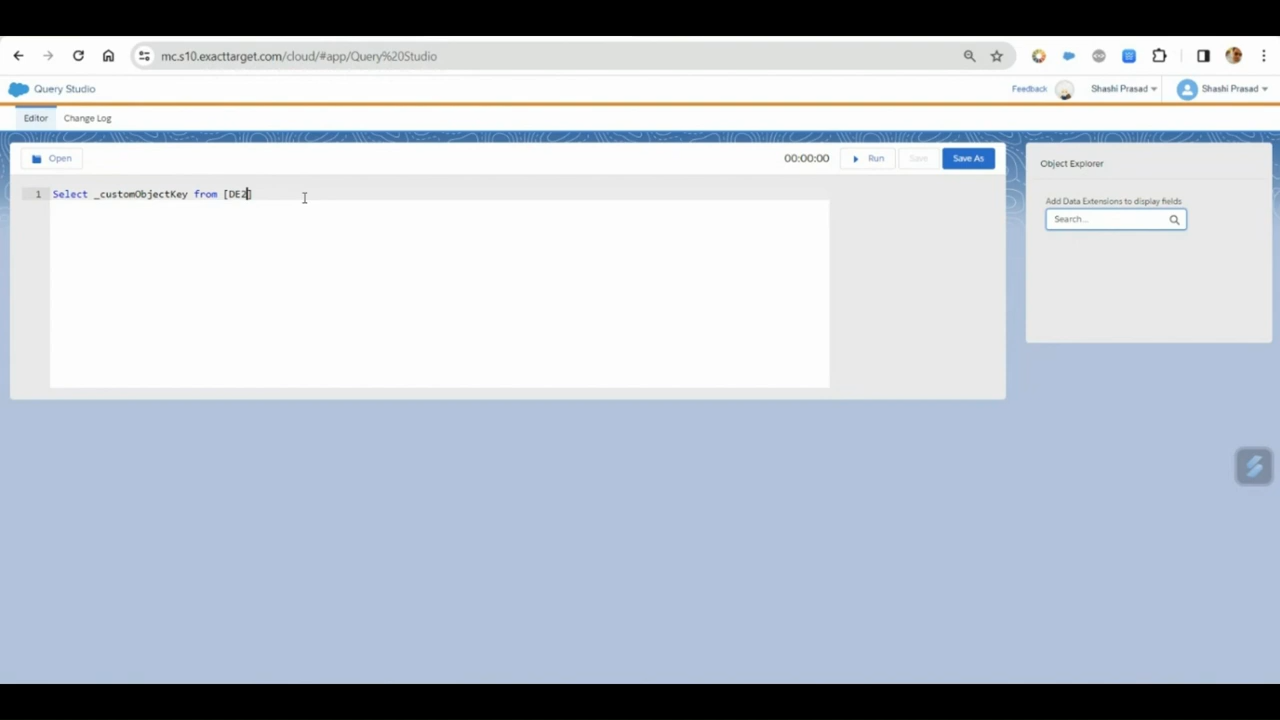 mc.s10.exacttarget.com/cloud/#app/Query%20Studio
Query Studio
Feedback
Shashi Prasad
Shashi Prasad
Editor
Change Log
Open
00:00:00
Run
Save
Save As
Object Explorer
1 Select _customObjectKey from [DE2]
Add Data Extensions to display fields
Search...